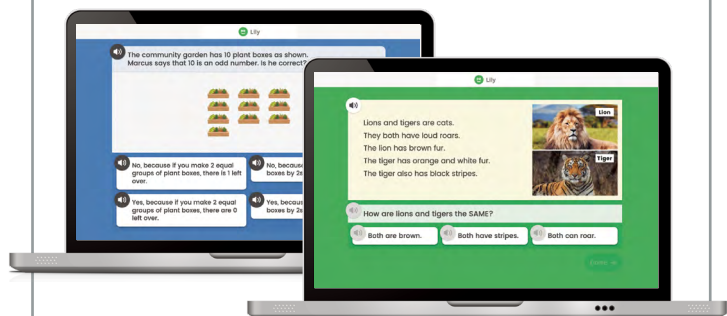 Lily
The community garden has 10 plant boxes as shown.
Marcus says that 10 is an odd number. Is he correct?
No, because if you make 2 equal
groups of plant boxes, there is 1 left
over.
No, because
boxes by 2s
Yes, because if you make 2 equal
groups of plant boxes, there are 0
left over.
boxes by 2s
Lily
Lions and tigers are cats.
They both have loud roars.
The lion has brown fur.
The tiger has orange and white fur.
The tiger also has black stripes.
Lion
Tiger
How are lions and tigers the SAME?
Both are brown.
Both have stripes.
Both can roar.